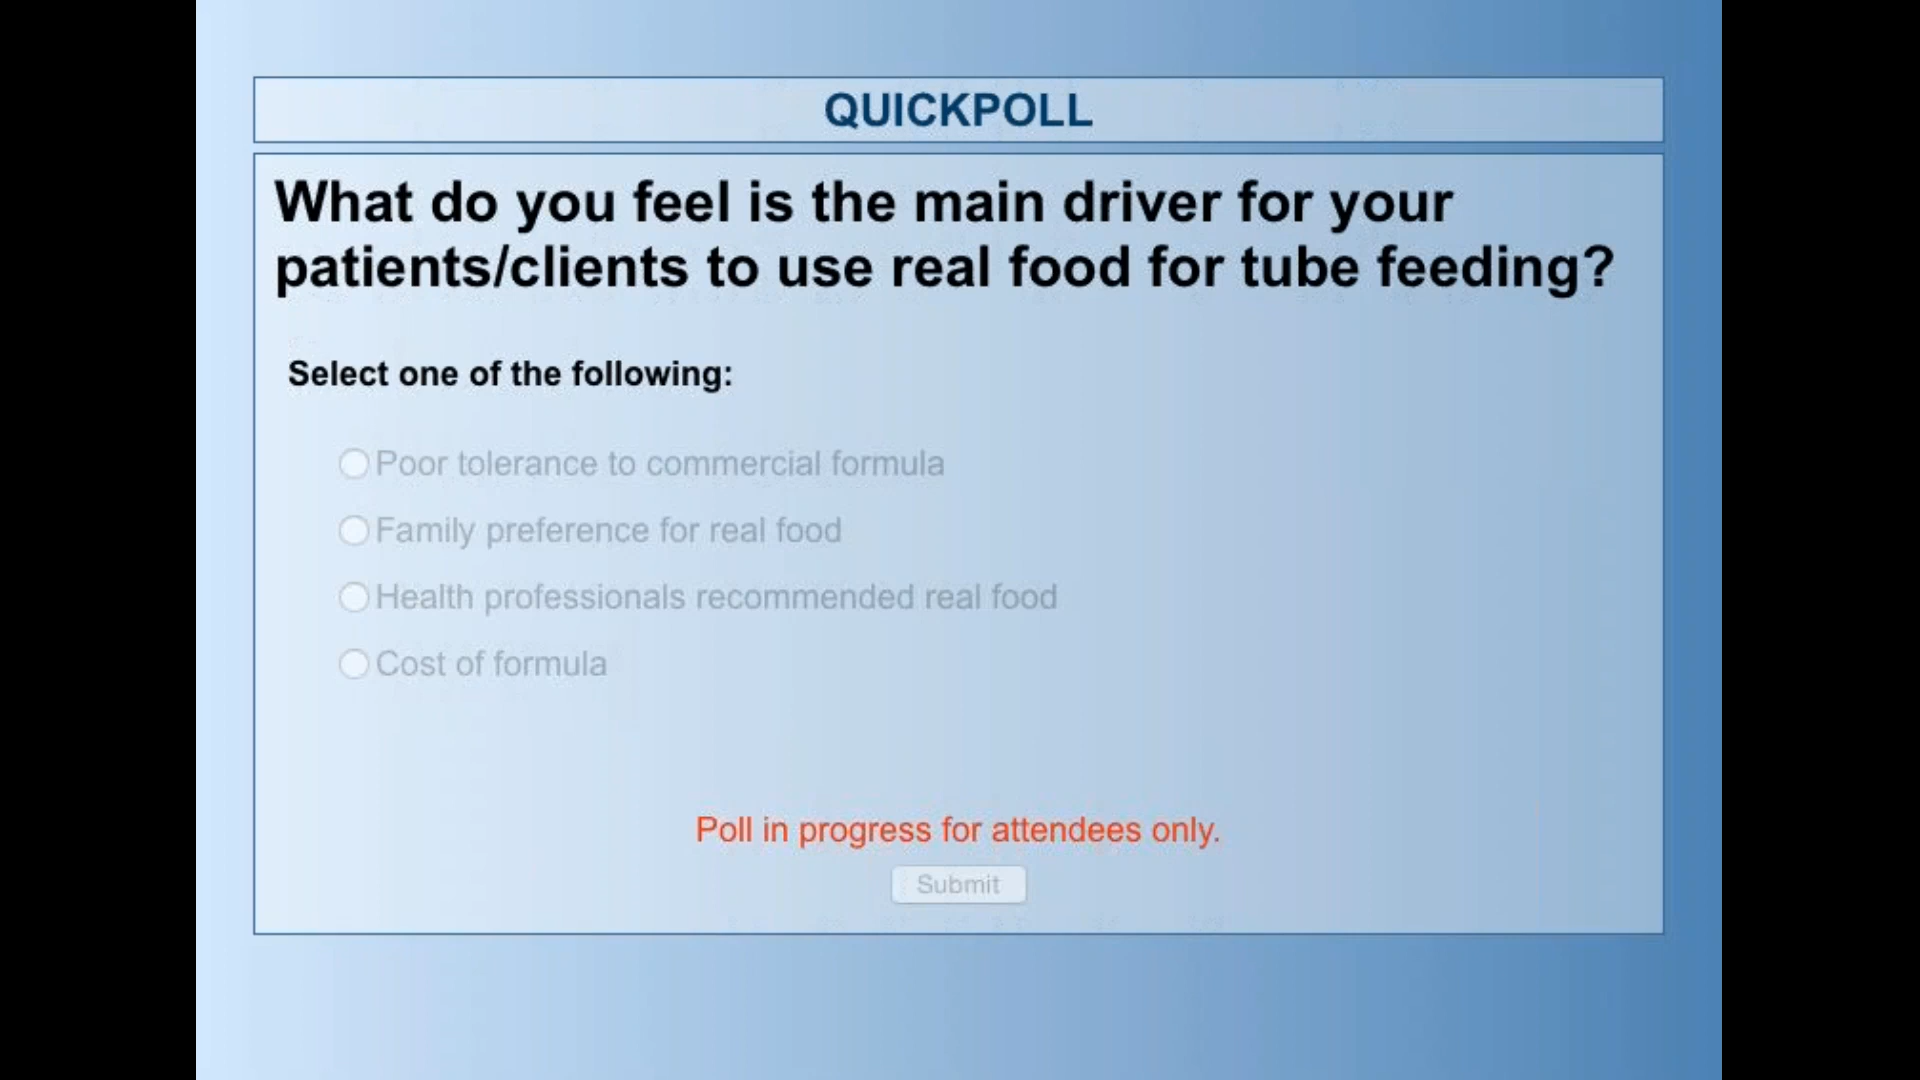 QUICKPOLL
What do you feel is the main driver for your
patients/clients to use real food for tube feeding?
Select one of the following:
Poor tolerance to commercial formula
Family preference for real food
Health professionals recommended real food
Cost of formula
Poll in progress for attendees only.
Submit